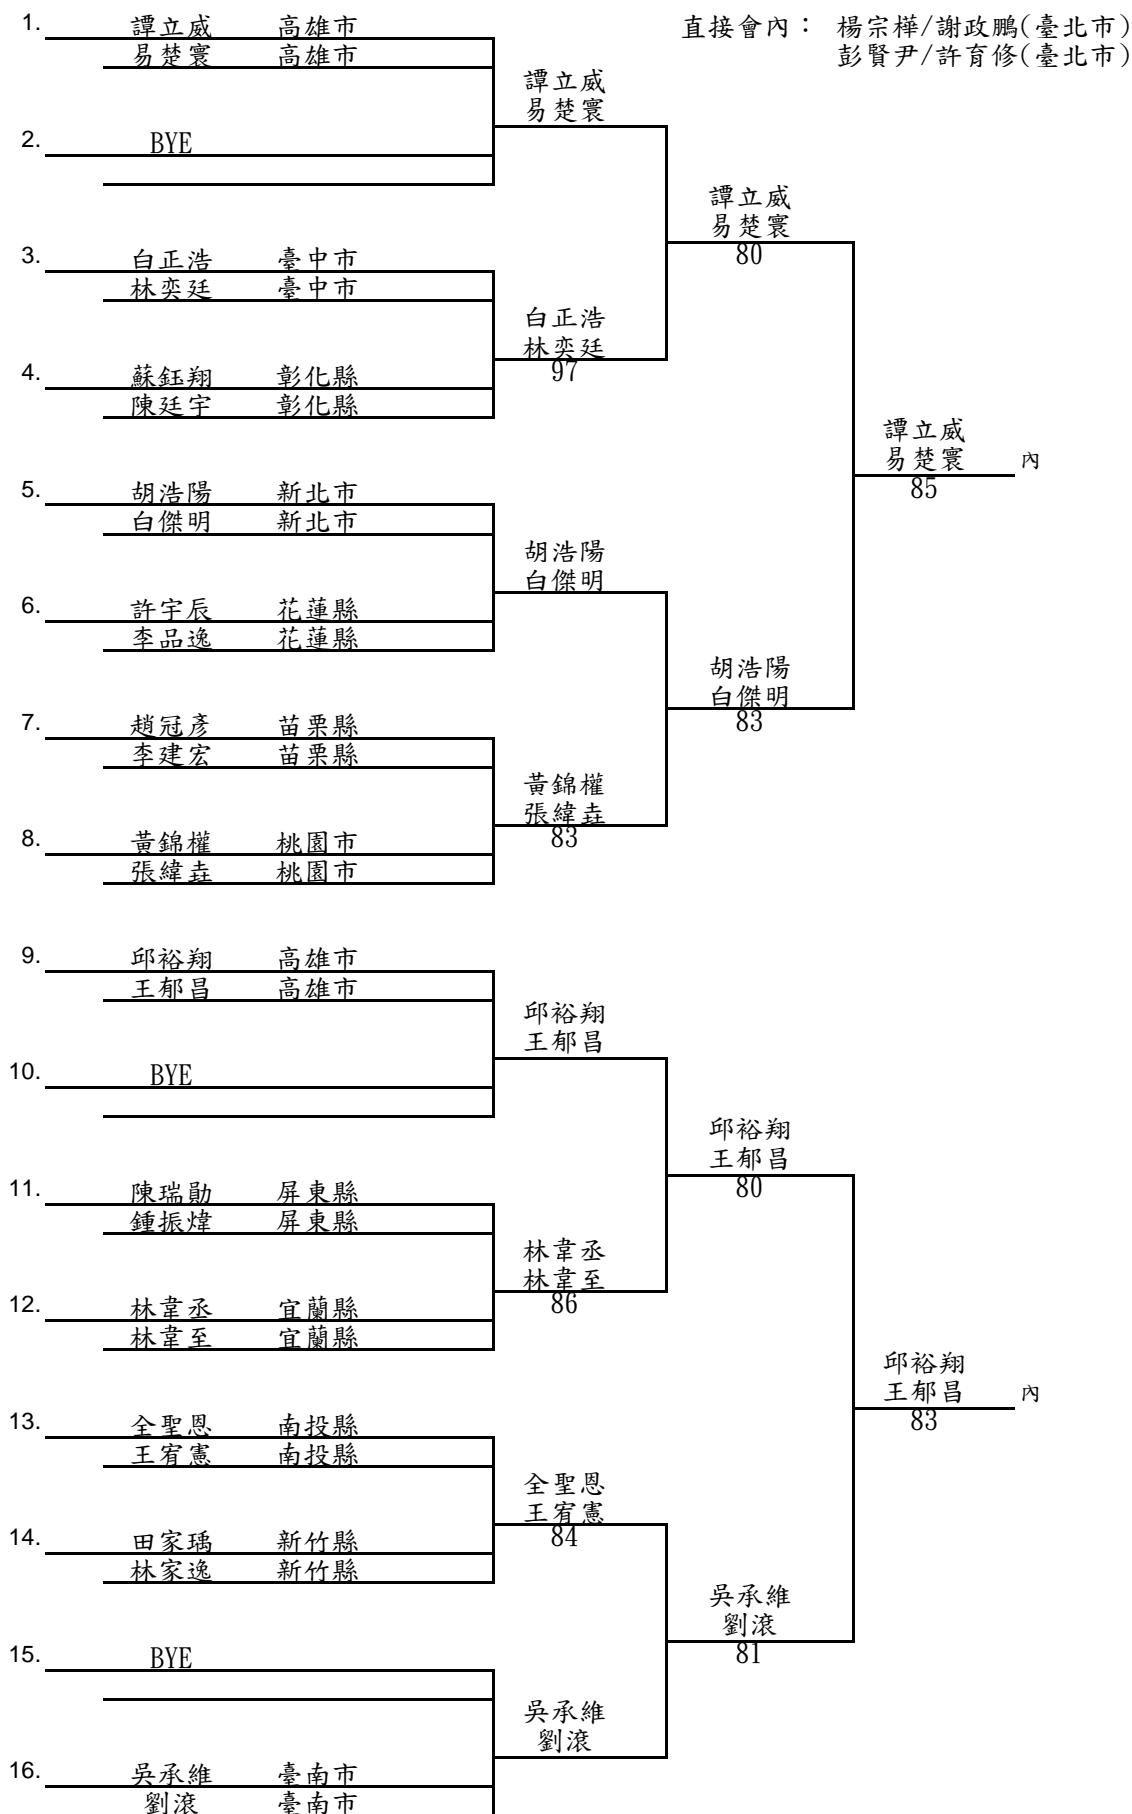 直接會內： 楊宗樺/謝政鵬(臺北市)
彭賢尹/許育修(臺北市)
1. 譚立威 高雄市
易楚寰 高雄市
譚立威
易楚寰
2. BYE
譚立威
易楚寰
80
3. 白正浩 臺中市
林奕廷 臺中市
白正浩
林奕廷
97
4. 蘇鈺翔 彰化縣
陳廷宇 彰化縣
譚立威
易楚寰 內
85
5. 胡浩陽 新北市
白傑明 新北市
胡浩陽
白傑明
6. 許宇辰 花蓮縣
李品逸 花蓮縣
胡浩陽
白傑明
83
7. 趙冠彥 苗栗縣
李建宏 苗栗縣
黃錦權
張緯垚
83
8. 黃錦權 桃園市
張緯垚 桃園市
9. 邱裕翔 高雄市
王郁昌 高雄市
邱裕翔
王郁昌
10. BYE
邱裕翔
王郁昌
80
11. 陳瑞勛 屏東縣
鍾振煒 屏東縣
林韋丞
林韋至
86
12. 林韋丞 宜蘭縣
林韋至 宜蘭縣
邱裕翔
王郁昌 內
83
13. 全聖恩 南投縣
王宥憲 南投縣
全聖恩
王宥憲
84
14. 田家瑀 新竹縣
林家逸 新竹縣
吳承維
劉滾
81
15. BYE
吳承維
劉滾
16. 吳承維 臺南市
劉滾 臺南市